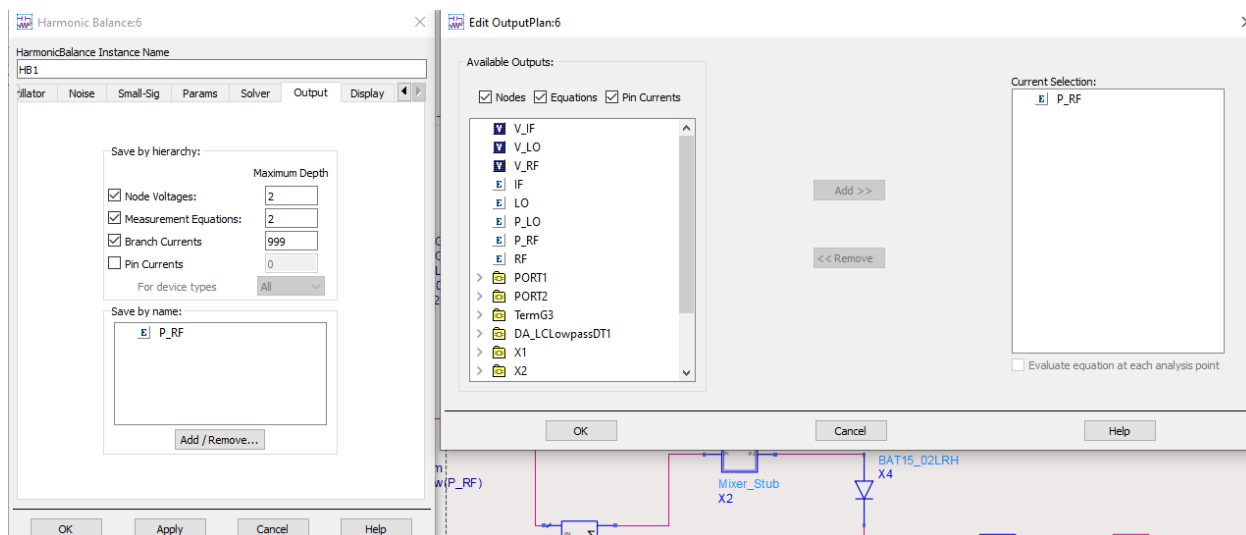 Harmonic Balance:6
HarmonicBalance Instance Name
HB1
Noise Small-Sig Params Solver Output Display
Save by hierarchy:
Maximum Depth
Node Voltages: 2
Measurement Equations: 2
Branch Currents 999
Pin Currents 0
For device types All
Save by name:
E P_RF
Add / Remove...
OK Apply Cancel Help
Edit OutputPlan:6
Available Outputs:
Nodes Equations Pin Currents
V V_IF
V V_LO
V V_RF
E IF
E LO
E P_LO
E P_RF
E RF
PORT1
PORT2
TermG3
DA_LCLowpassDT1
X1
X2
Add >>
<< Remove
Current Selection:
E P_RF
Evaluate equation at each analysis point
OK Cancel Help
w(P_RF)
Mixer_Stub
X2
BAT15_02LRH
X4